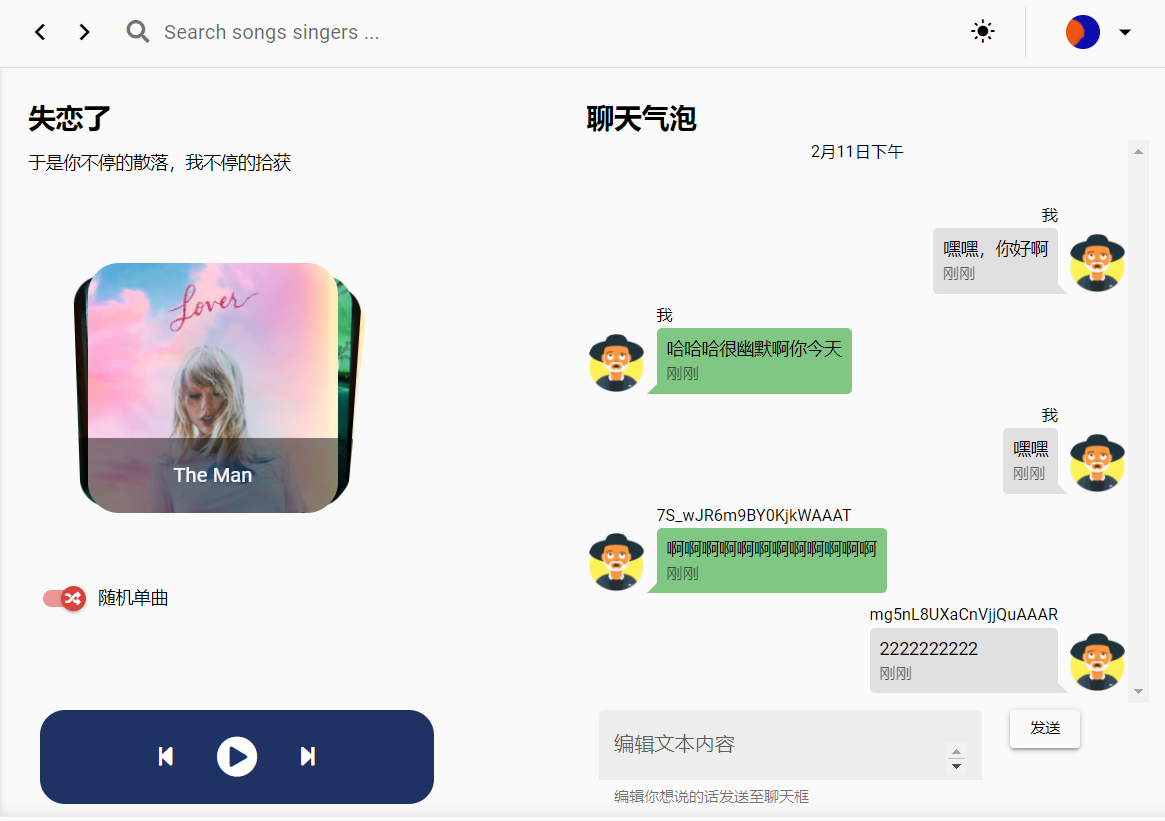 Search songs singers ...
失恋了
于是你不停的散落，我不停的拾获
Lover
The Man
随机单曲
聊天气泡
2月11日下午
我
嘿嘿，你好啊
刚刚
我
哈哈哈很幽默啊你今天
刚刚
我
嘿嘿
刚刚
7S_wJR6m9BY0KjkWAAAT
啊啊啊啊啊啊啊啊啊啊啊啊
刚刚
mg5nL8UXaCnVjjQuAAAR
2222222222
刚刚
编辑文本内容
发送
编辑你想说的话发送至聊天框